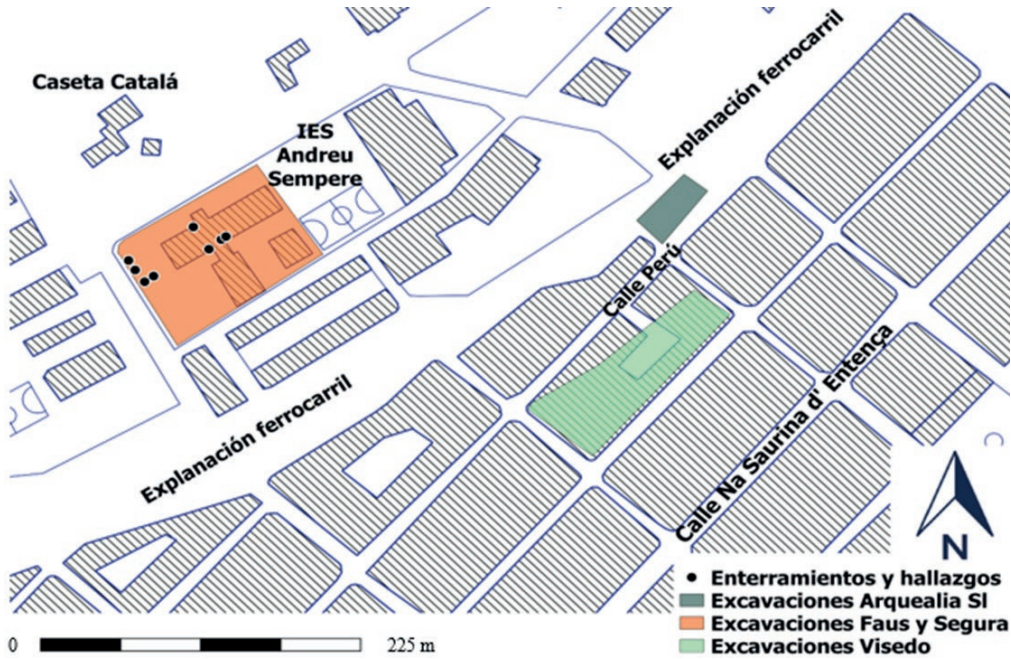 Caseta Catalá
IES
Andreu
Sempere
Explanación ferrocarril
Calle Perú
Explanación ferrocarril
Calle Na Saurina d' Entença
N
• Enterramientos y hallazgos
Excavaciones Arquealia Sl
Excavaciones Faus y Segura
Excavaciones Visedo
0 225 m